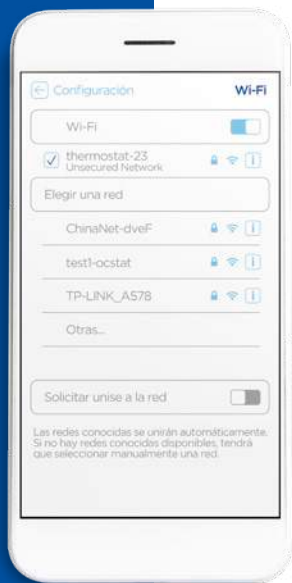 Configuración Wi-Fi
Wi-Fi
thermostat-23
Unsecured Network
Elegir una red
ChinaNet-dveF
test1-ocstat
TP-LINK_A578
Otras...
Solicitar unise a la red
Las redes conocidas se unirán automáticamente.
Si no hay redes conocidas disponibles, tendrá
que seleccionar manualmente una red.